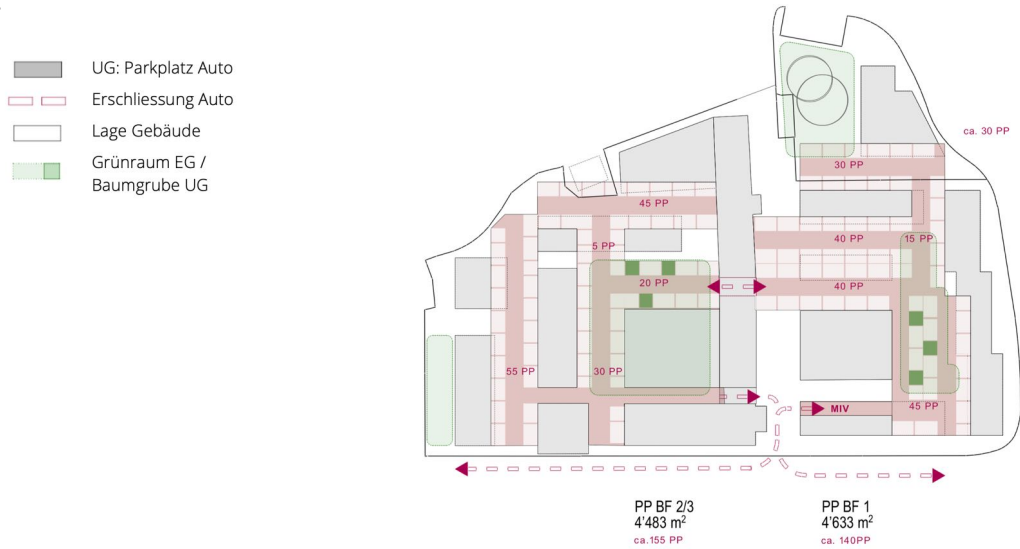 UG: Parkplatz Auto
Erschliessung Auto
Lage Gebäude
Grünraum EG /
Baumgrube UG
ca. 30 PP
30 PP
45 PP
5 PP
40 PP
15 PP
20 PP
40 PP
55 PP
30 PP
MIV
45 PP
PP BF 2/3
4'483 m²
ca.155 PP
PP BF 1
4'633 m²
ca. 140PP